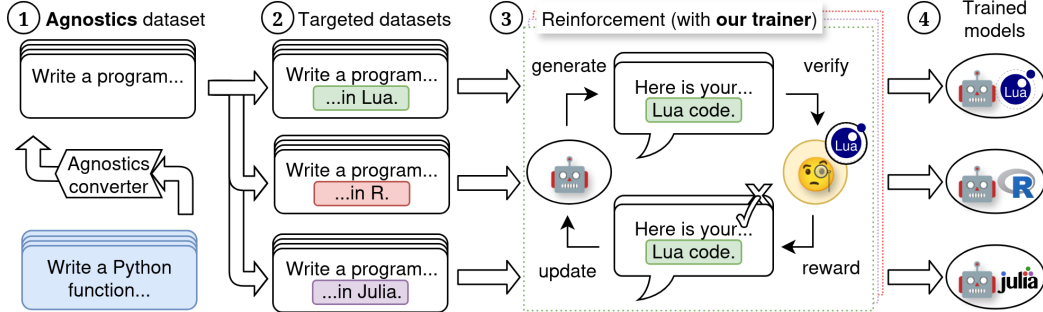 1 Agnostics dataset
Write a program...
Agnostics
converter
Write a Python
function...
2 Targeted datasets
Write a program...
...in Lua.
Write a program...
...in R.
Write a program...
...in Julia.
3 Reinforcement (with our trainer)
generate
Here is your...
Lua code.
verify
Lua
Here is your...
Lua code.
update
reward
4 Trained
models
Lua
R
julia